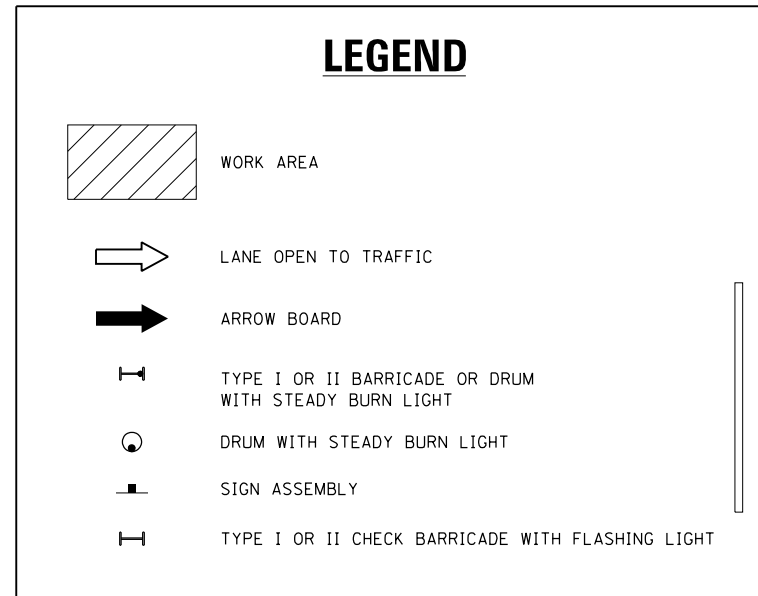 LEGEND
WORK AREA
LANE OPEN TO TRAFFIC
ARROW BOARD
TYPE I OR II BARRICADE OR DRUM
WITH STEADY BURN LIGHT
DRUM WITH STEADY BURN LIGHT
SIGN ASSEMBLY
TYPE I OR II CHECK BARRICADE WITH FLASHING LIGHT